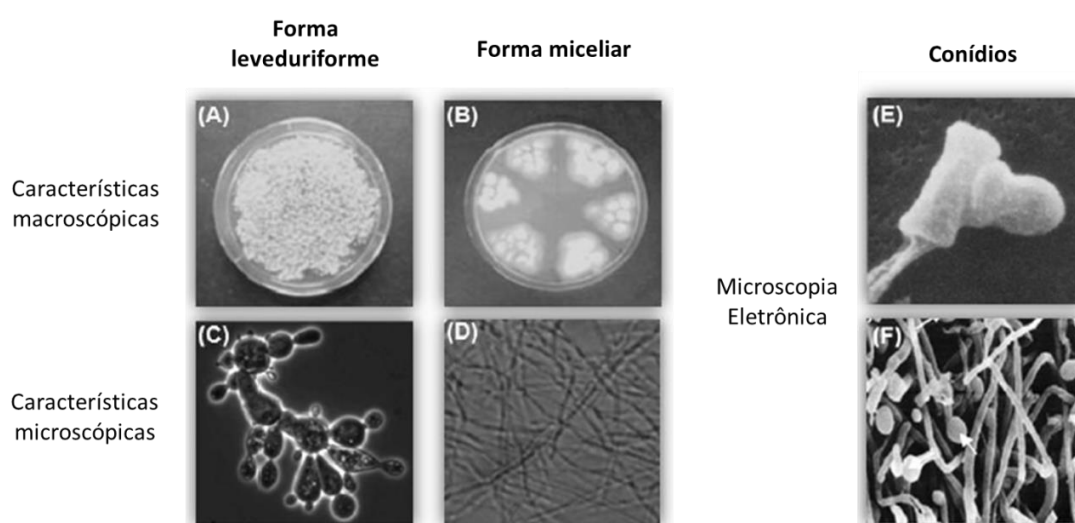 Forma
leveduriforme
Forma miceliar
Conídios
(A)
(B)
(E)
Características
macroscópicas
Microscopia
Eletrônica
(C)
(D)
(F)
Características
microscópicas